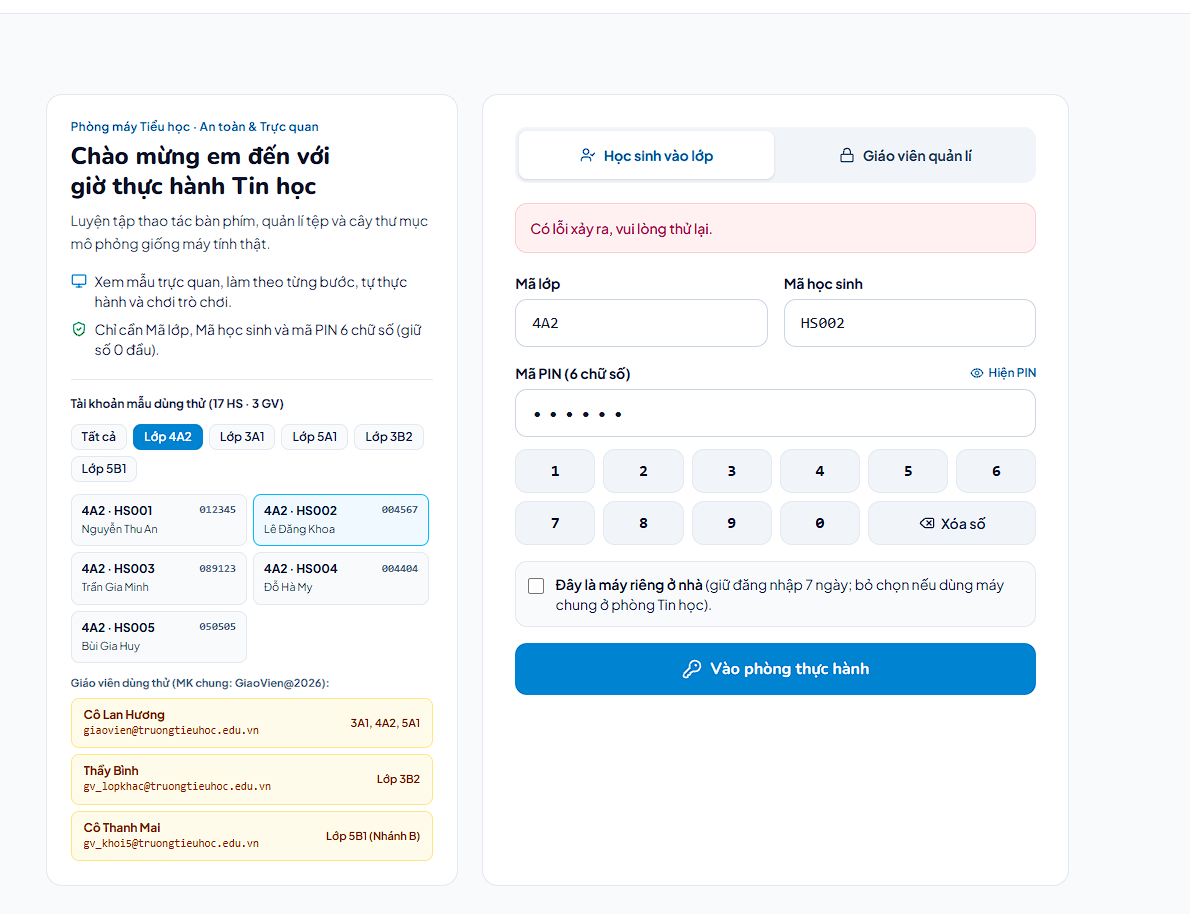 Phòng máy Tiểu học · An toàn & Trực quan
Chào mừng em đến với
giờ thực hành Tin học
Luyện tập thao tác bàn phím, quản lí tệp và cây thư mục
mô phỏng giống máy tính thật.
Xem mẫu trực quan, làm theo từng bước, tự thực
hành và chơi trò chơi.
Chỉ cần Mã lớp, Mã học sinh và mã PIN 6 chữ số (giữ
số 0 đầu).
Tài khoản mẫu dùng thử (17 HS · 3 GV)
Tất cả
Lớp 4A2
Lớp 3A1
Lớp 5A1
Lớp 3B2
Lớp 5B1
4A2 · HS001 012345
Nguyễn Thu An
4A2 · HS002 004567
Lê Đăng Khoa
4A2 · HS003 089123
Trần Gia Minh
4A2 · HS004 004404
Đỗ Hà My
4A2 · HS005 050505
Bùi Gia Huy
Giáo viên dùng thử (MK chung: GiaoVien@2026):
Cô Lan Hương
giaovien@truongtieuhoc.edu.vn
3A1, 4A2, 5A1
Thầy Bình
gv_lopkhac@truongtieuhoc.edu.vn
Lớp 3B2
Cô Thanh Mai
gv_khoi5@truongtieuhoc.edu.vn
Lớp 5B1 (Nhánh B)
Học sinh vào lớp
Giáo viên quản lí
Có lỗi xảy ra, vui lòng thử lại.
Mã lớp
4A2
Mã học sinh
HS002
Mã PIN (6 chữ số)
Hiện PIN
••••••
1 2 3 4 5 6
7 8 9 0 Xóa số
Đây là máy riêng ở nhà (giữ đăng nhập 7 ngày; bỏ chọn nếu dùng máy
chung ở phòng Tin học).
Vào phòng thực hành